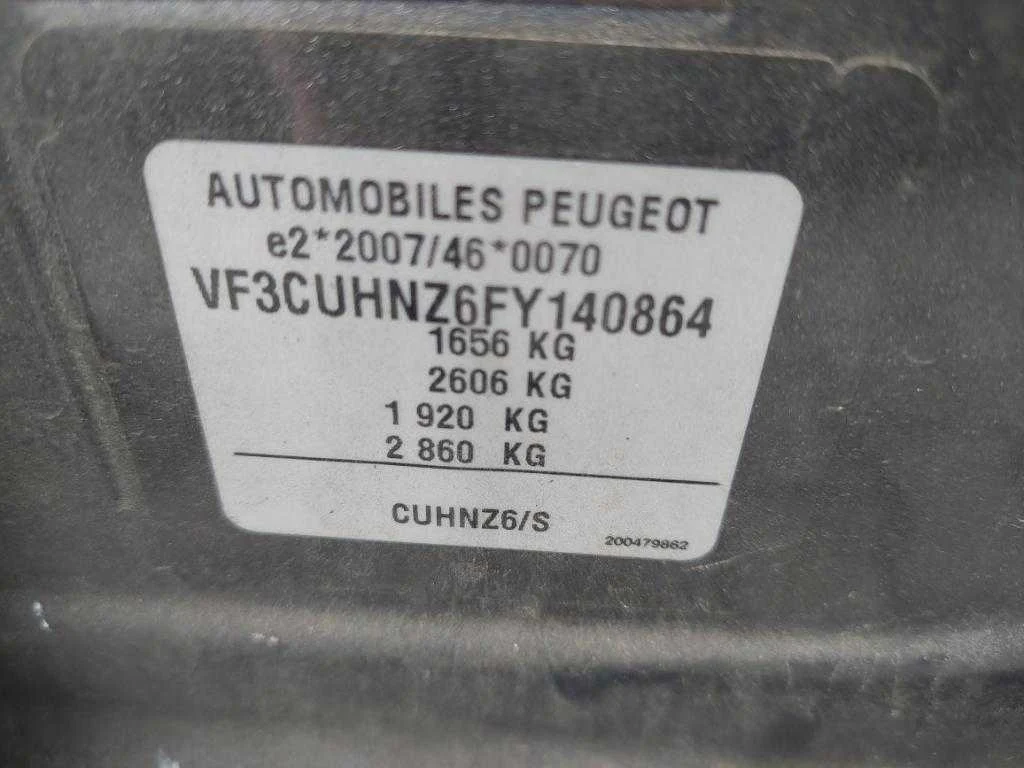 AUTOMOBILES PEUGEOT
e2*2007/46*0070
VF3CUHNZ6FY140864
1656 KG
2606 KG
1 920 KG
2 860 KG
CUHNZ6/S
200479862